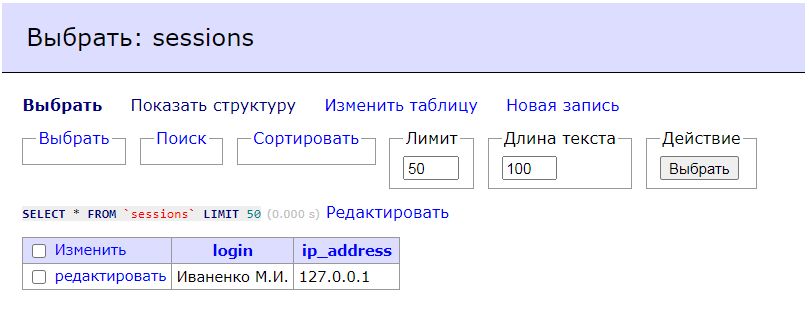 Выбрать: sessions
Выбрать Показать структуру Изменить таблицу Новая запись
Выбрать Поиск Сортировать Лимит Длина текста Действие
50 100 Выбрать
SELECT * FROM `sessions` LIMIT 50 (0.000 s) Редактировать
Изменить login ip_address
редактировать Иваненко М.И. 127.0.0.1